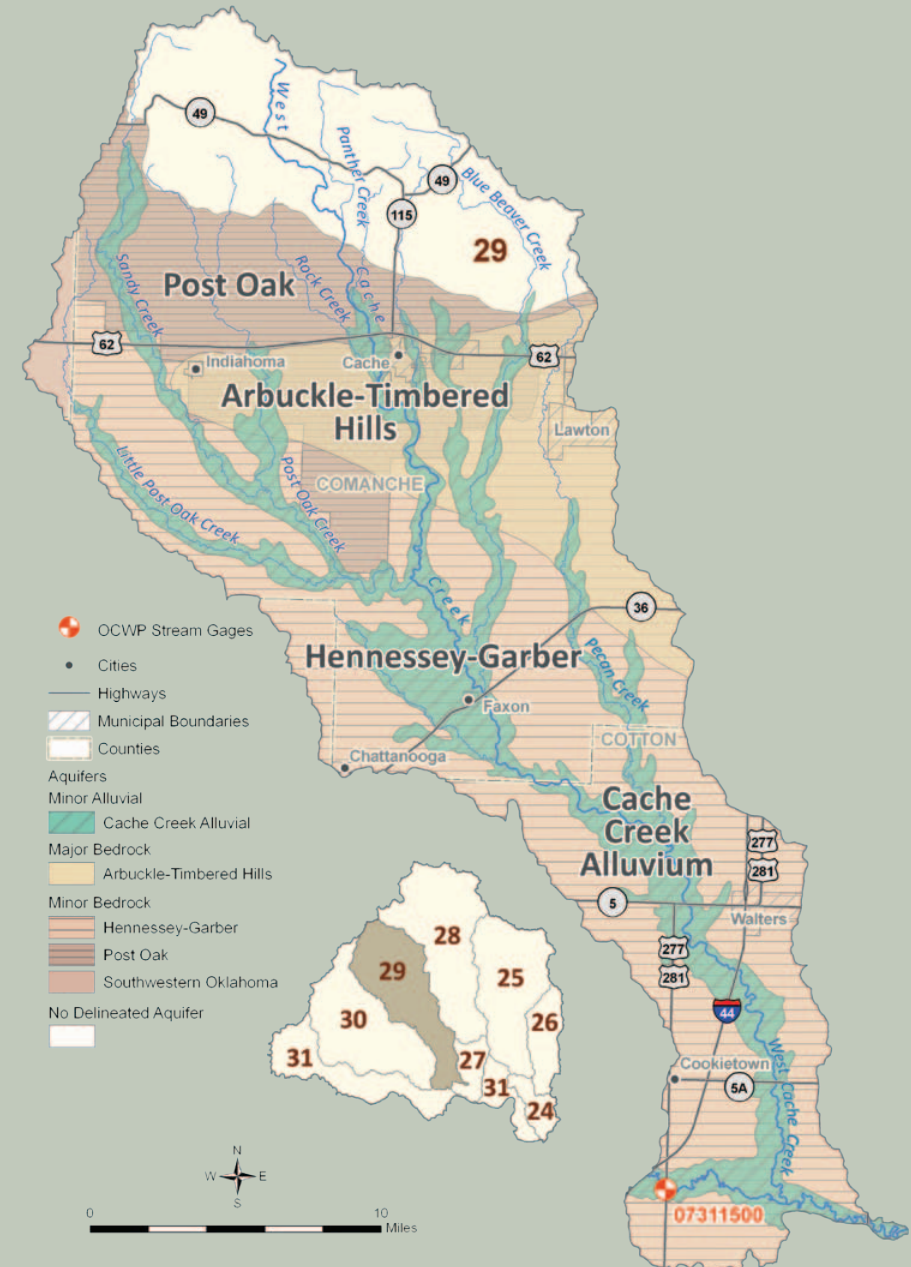 49
West
Panther Creek
49
Blue Beaver Creek
115
29
Post Oak
Sandy Creek
Rock Creek
Cache
62
Indiahoma
Cache
62
Arbuckle-Timbered
Hills
Lawton
COMANCHE
Little Post Oak Creek
Post Oak Creek
Creek
36
Hennessey-Garber
Pecan Creek
Faxon
COTTON
Chattanooga
Cache
Creek
Alluvium
277
281
5
Walters
277
281
44
Cookietown
5A
West Cache Creek
07311500
OCWP Stream Gages
Cities
Highways
Municipal Boundaries
Counties
Aquifers
Minor Alluvial
Cache Creek Alluvial
Major Bedrock
Arbuckle-Timbered Hills
Minor Bedrock
Hennessey-Garber
Post Oak
Southwestern Oklahoma
No Delineated Aquifer
28
29
25
30
26
31
27
31
24
N
W
E
S
0
10
Miles